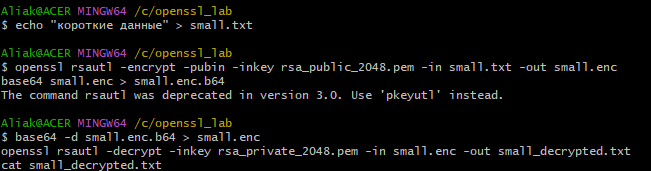 Aliak@ACER MINGW64 /c/openssl_lab
$ echo "короткие данные" > small.txt
Aliak@ACER MINGW64 /c/openssl_lab
$ openssl rsautl -encrypt -pubin -inkey rsa_public_2048.pem -in small.txt -out small.enc
base64 small.enc > small.enc.b64
The command rsautl was deprecated in version 3.0. Use 'pkeyutl' instead.
Aliak@ACER MINGW64 /c/openssl_lab
$ base64 -d small.enc.b64 > small.enc
openssl rsautl -decrypt -inkey rsa_private_2048.pem -in small.enc -out small_decrypted.txt
cat small_decrypted.txt